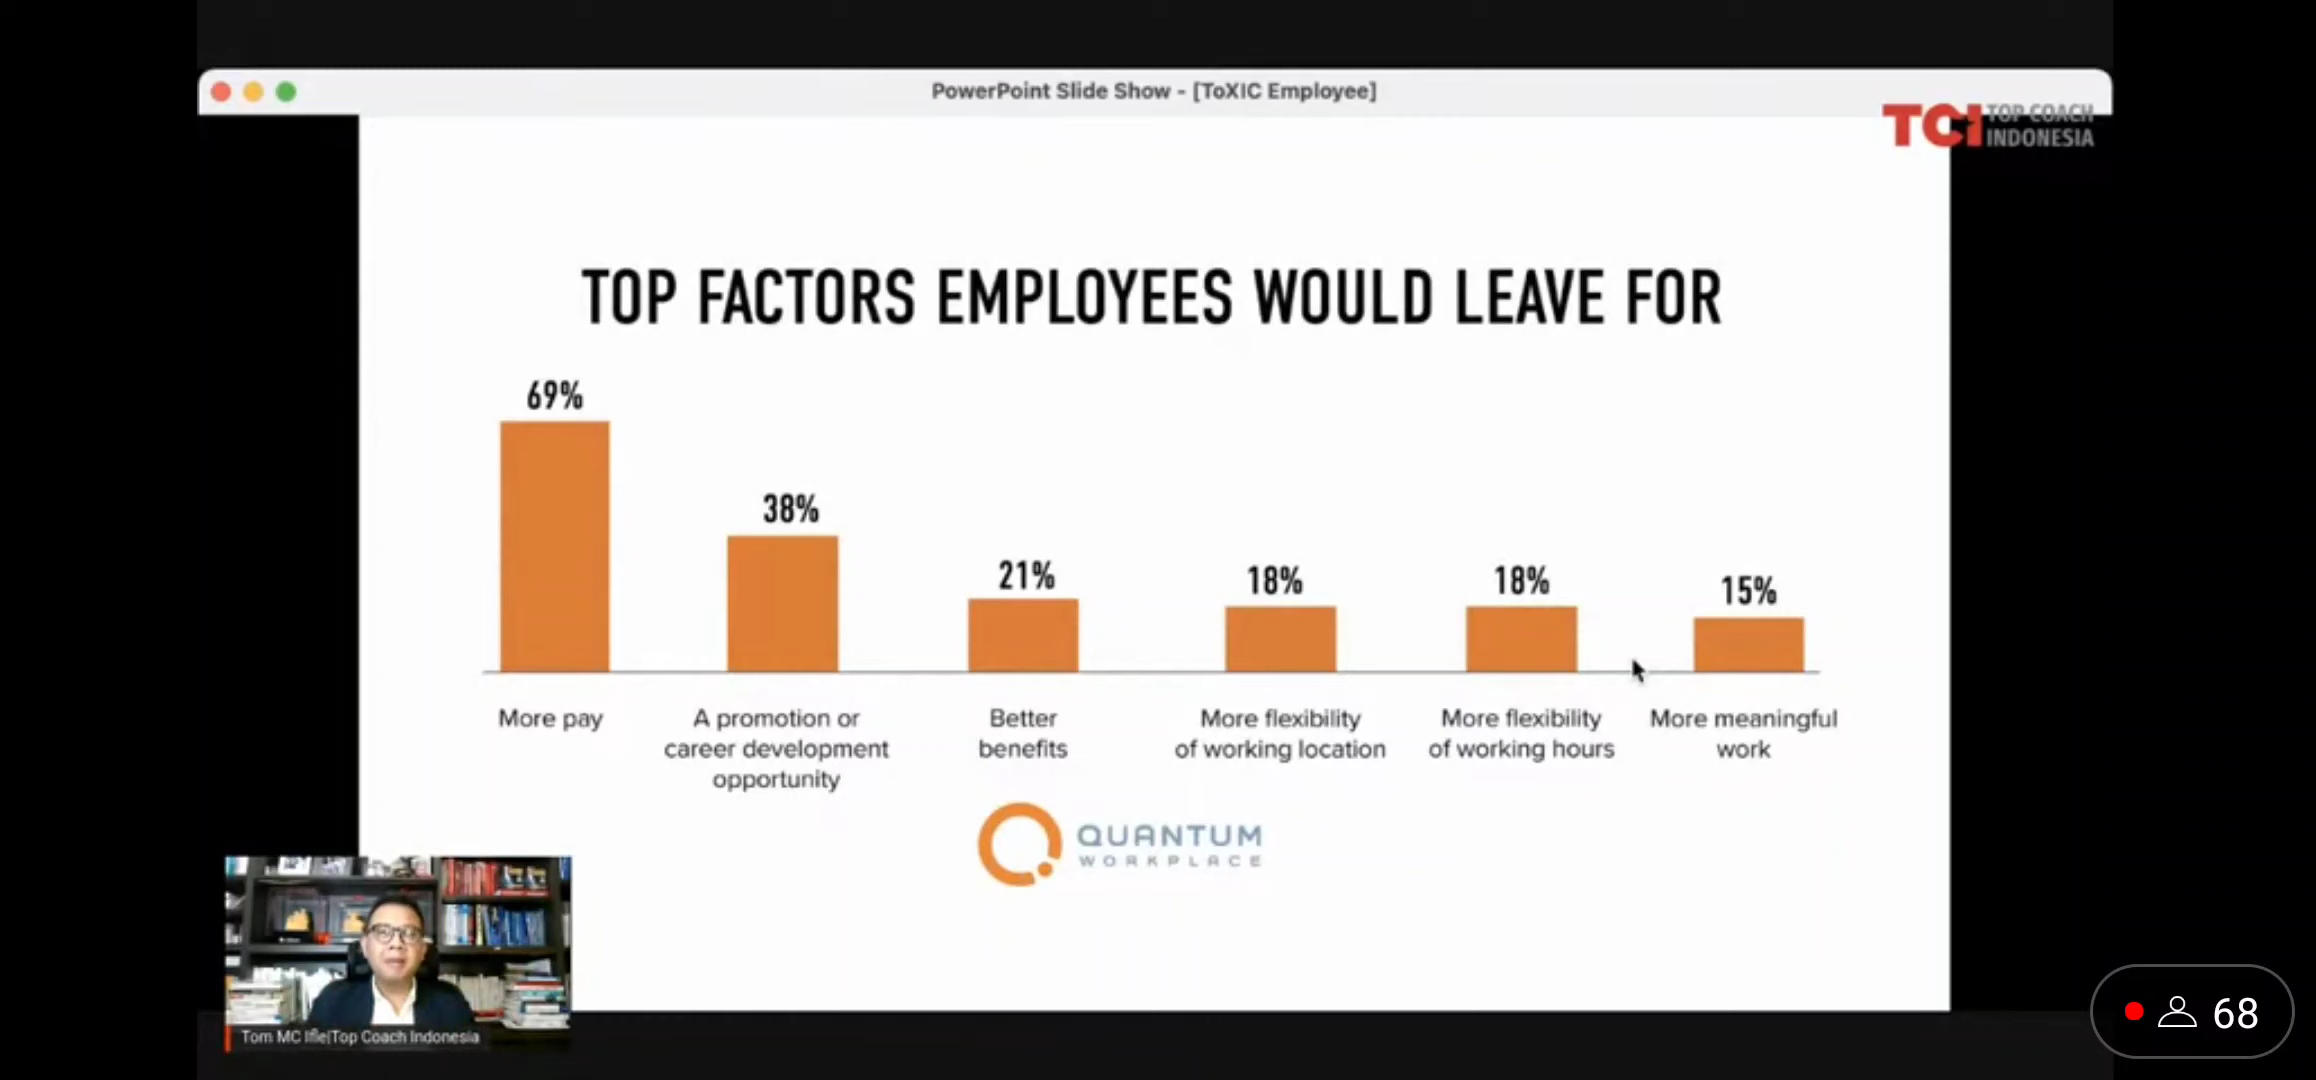 PowerPoint Slide Show - [ToXIC Employee]
TCI TOP COACH
INDONESIA
TOP FACTORS EMPLOYEES WOULD LEAVE FOR
69%
38%
21%
18%
18%
15%
More pay
A promotion or
career development
opportunity
Better
benefits
More flexibility
of working location
More flexibility
of working hours
More meaningful
work
QUANTUM
WORKPLACE
Tom MC Ifle|Top Coach Indonesia
68